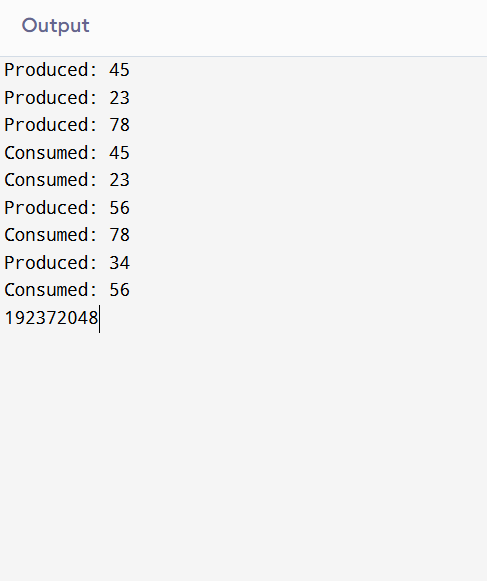 Output
Produced: 45
Produced: 23
Produced: 78
Consumed: 45
Consumed: 23
Produced: 56
Consumed: 78
Produced: 34
Consumed: 56
192372048